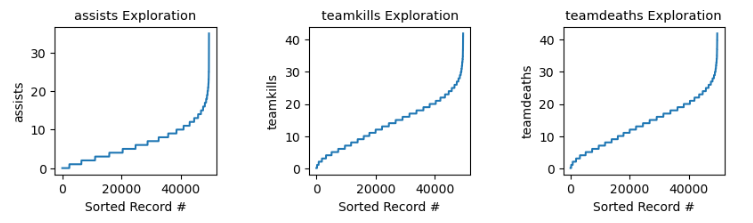 assists Exploration
assists
30
20
10
0
0 20000 40000
Sorted Record #
teamkills Exploration
teamkills
40
30
20
10
0
0 20000 40000
Sorted Record #
teamdeaths Exploration
teamdeaths
40
30
20
10
0
0 20000 40000
Sorted Record #